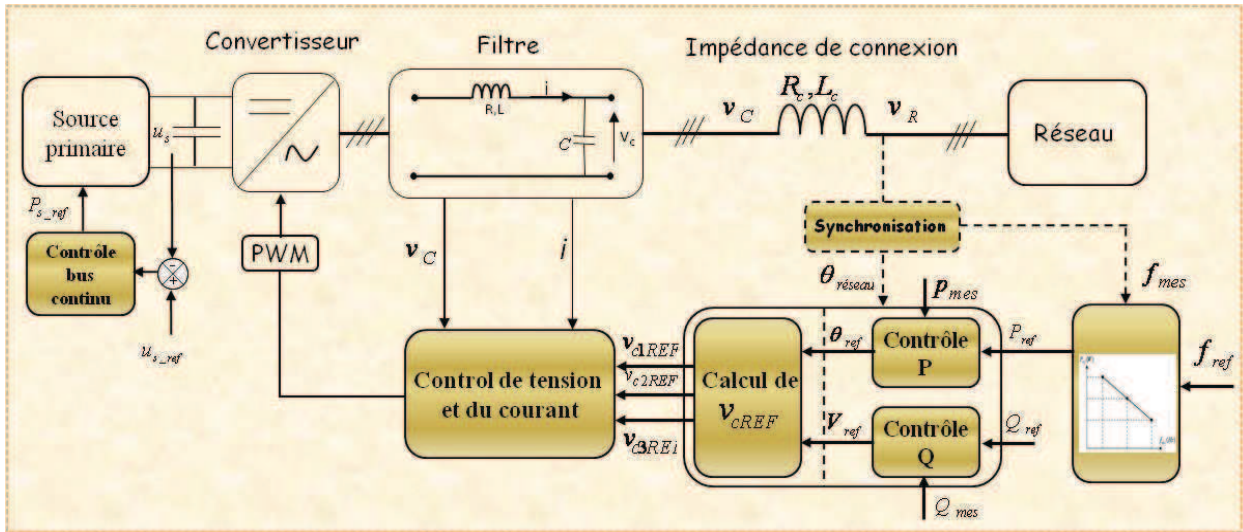 Convertisseur
Filtre
Impédance de connexion
Source
primaire
u_s
R,L
i
C
v_c
v_C
R_c, L_c
v_R
Réseau
P_s_ref
Contrôle
bus
continu
-
+
u_s_ref
PWM
v_C
i
Synchronisation
θ_réseau
p_mes
f_mes
Control de tension
et du courant
v_c1REF
v_c2REF
v_c3REF
Calcul de
v_cREF
θ_ref
V_ref
Contrôle
P
P_ref
Contrôle
Q
Q_ref
Q_mes
f_ref